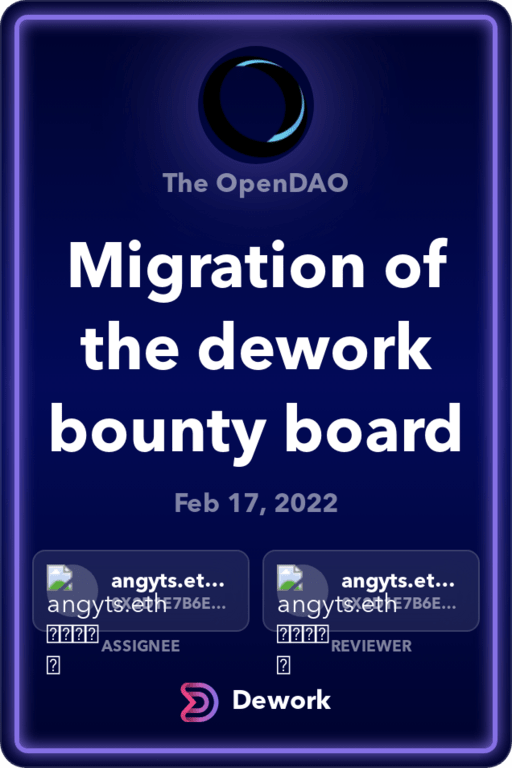 The OpenDAO
Migration of
the dework
bounty board
Feb 17, 2022
angyts.et... angyts.et...
angyts.eth angyts.eth
ASSIGNEE REVIEWER
Dework